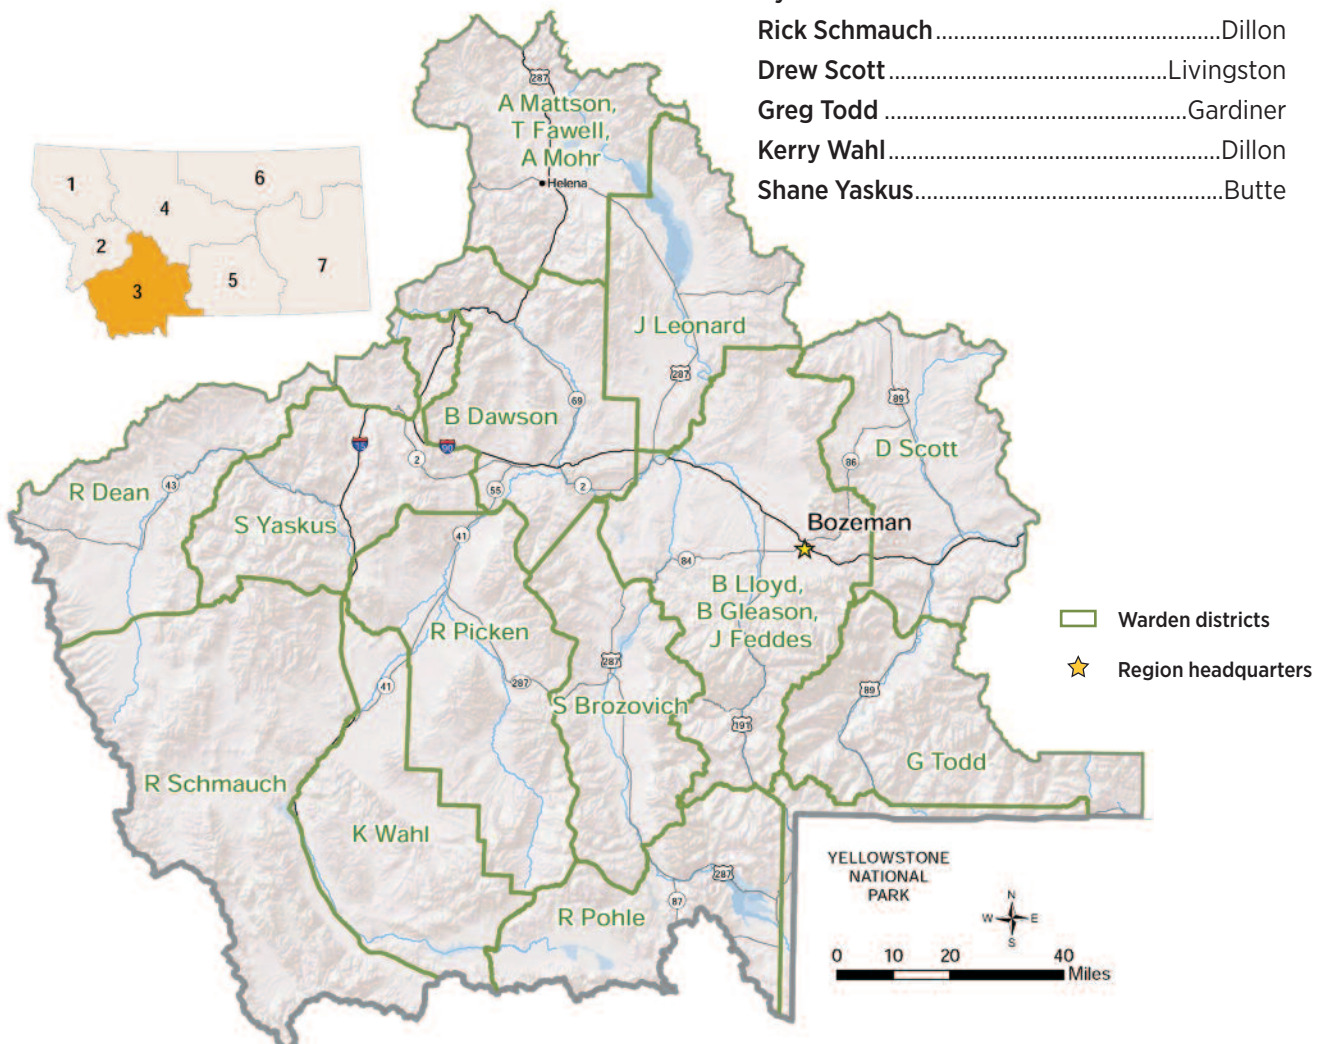 Rick Schmauch................................................Dillon
Drew Scott...............................................Livingston
Greg Todd ...................................................Gardiner
Kerry Wahl........................................................Dillon
Shane Yaskus....................................................Butte
287
A Mattson,
T Fawell,
A Mohr
Helena
1
2
3
4
5
6
7
J Leonard
287
B Dawson
69
15
90
2
55
2
89
D Scott
86
R Dean
43
S Yaskus
41
Bozeman
84
B Lloyd,
B Gleason,
J Feddes
R Picken
41
287
287
S Brozovich
191
89
G Todd
R Schmauch
K Wahl
R Pohle
287
87
Warden districts
Region headquarters
YELLOWSTONE
NATIONAL
PARK
N
W E
S
0 10 20 40
Miles